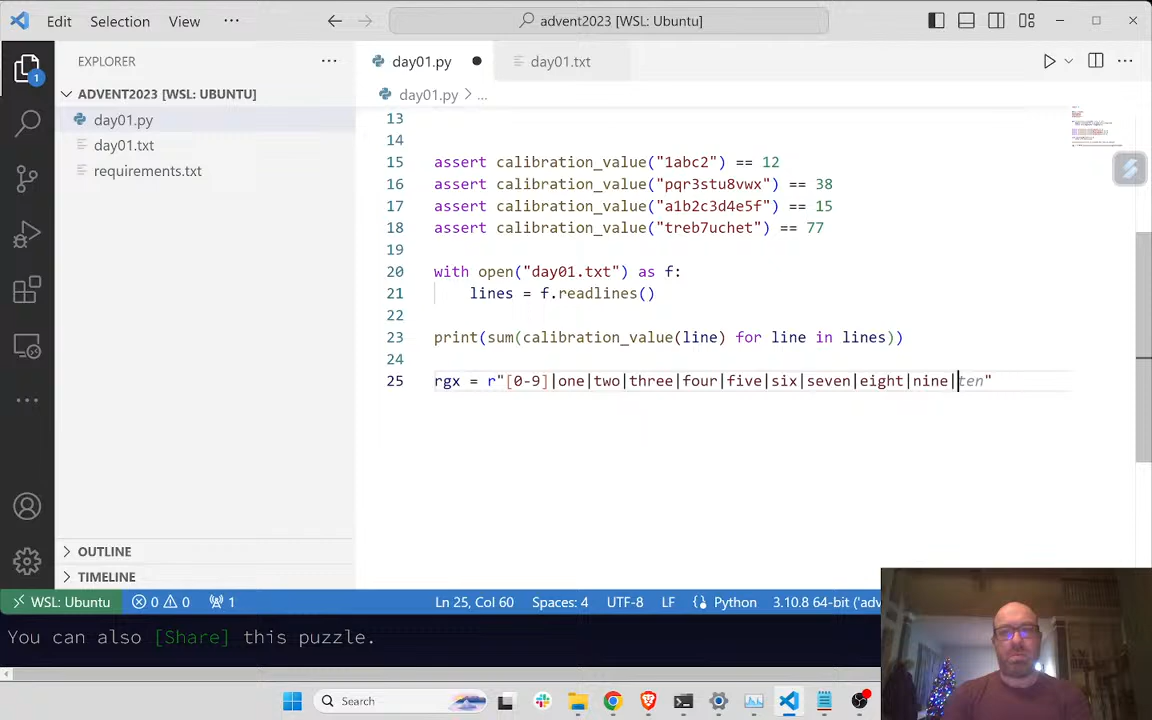 Edit Selection View ... advent2023 [WSL: Ubuntu]
EXPLORER ... day01.py day01.txt
ADVENT2023 [WSL: UBUNTU] day01.py > ...
1
day01.py
day01.txt
requirements.txt
13
14
15 assert calibration_value("1abc2") == 12
16 assert calibration_value("pqr3stu8vwx") == 38
17 assert calibration_value("a1b2c3d4e5f") == 15
18 assert calibration_value("treb7uchet") == 77
19
20 with open("day01.txt") as f:
21 lines = f.readlines()
22
23 print(sum(calibration_value(line) for line in lines))
24
25 rgx = r"[0-9]|one|two|three|four|five|six|seven|eight|nine|ten"
OUTLINE
TIMELINE
WSL: Ubuntu 0 0 1 Ln 25, Col 60 Spaces: 4 UTF-8 LF Python 3.10.8 64-bit ('adv
You can also [Share] this puzzle.
Search